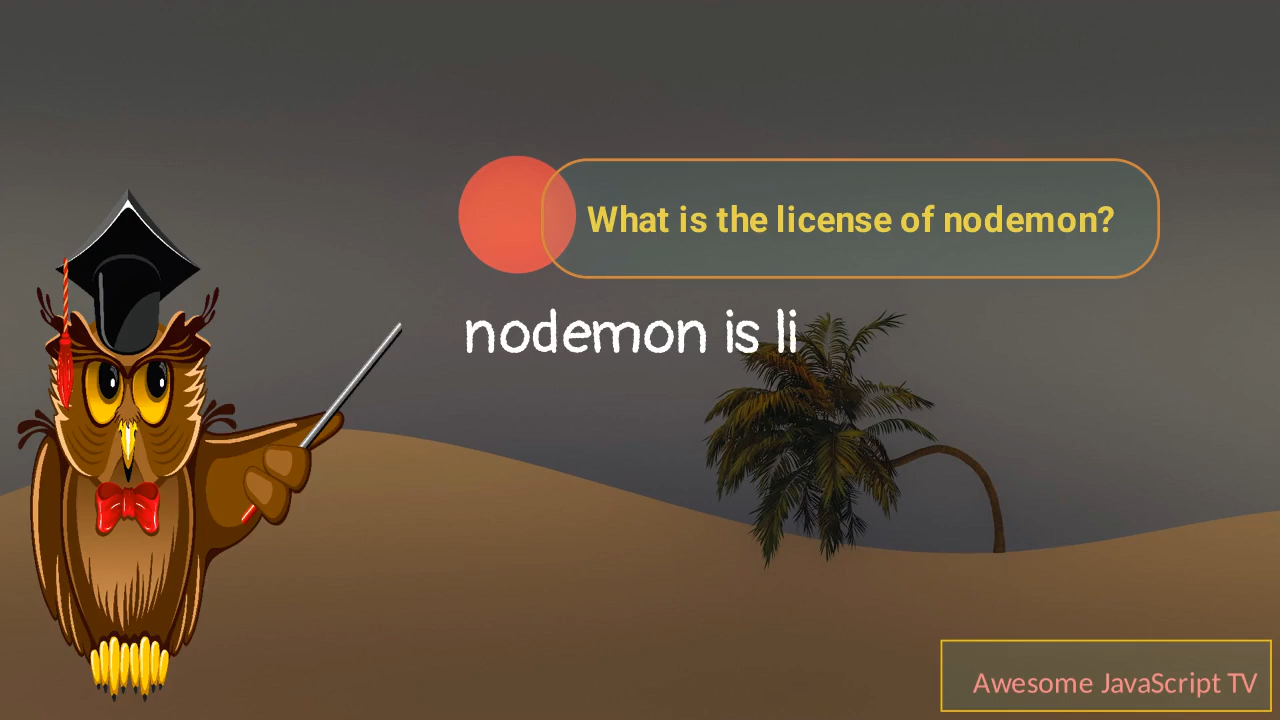 What is the license of nodemon?
nodemon is li
Awesome JavaScript TV